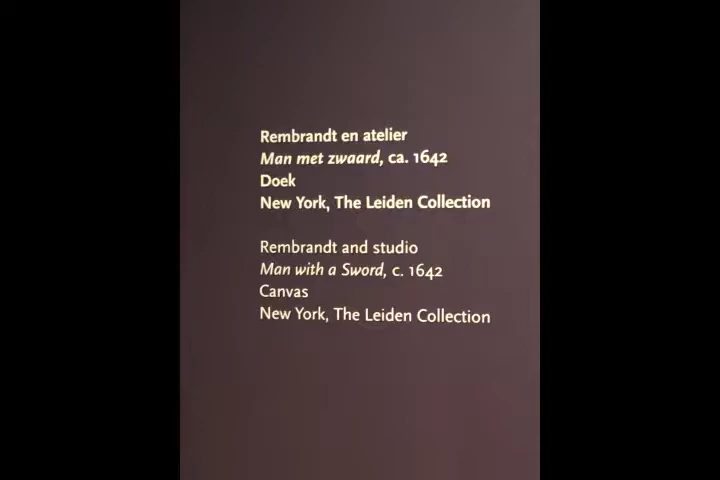 Rembrandt en atelier
Man met zwaard, ca. 1642
Doek
New York, The Leiden Collection
Rembrandt and studio
Man with a Sword, c. 1642
Canvas
New York, The Leiden Collection